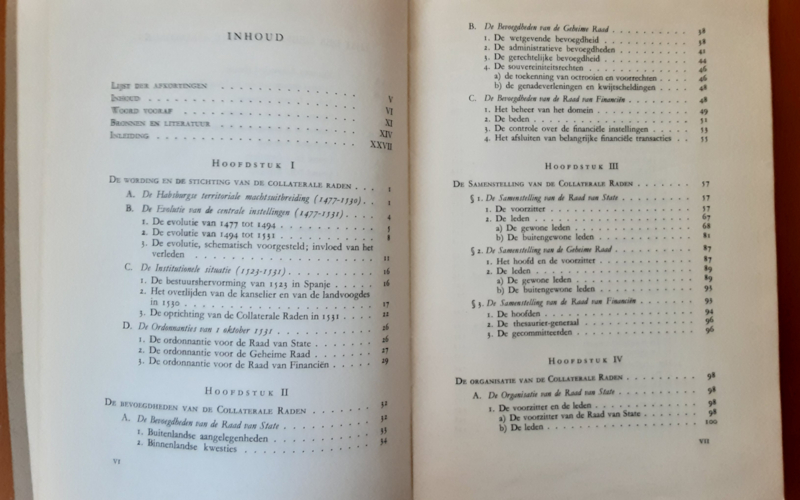 INHOUD
Lijst der afkortingen . . . V
Inhoud . . . VI
Woord vooraf . . . XI
Bronnen en literatuur . . . XIV
Inleiding . . . XXVII
Hoofdstuk I
De wording en de stichting van de collaterale raden . . . 1
A. De Habsburgse territoriale machtsuitbreiding (1477-1530) . . . 1
B. De Evolutie van de centrale instellingen (1477-1531) . . . 4
1. De evolutie van 1477 tot 1494 . . . 5
2. De evolutie van 1494 tot 1531 . . . 8
3. De evolutie, schematisch voorgesteld; invloed van het
verleden . . . 11
C. De Institutionele situatie (1523-1531) . . . 16
1. De bestuurshervorming van 1523 in Spanje . . . 16
2. Het overlijden van de kanselier en van de landvoogdes
in 1530 . . . 17
3. De oprichting van de Collaterale Raden in 1531 . . . 22
D. De Ordonnanties van 1 oktober 1531 . . . 26
1. De ordonnantie voor de Raad van State . . . 26
2. De ordonnantie voor de Geheime Raad . . . 27
3. De ordonnantie voor de Raad van Financiën . . . 29
Hoofdstuk II
De bevoegdheden van de Collaterale Raden . . . 32
A. De Bevoegdheden van de Raad van State . . . 32
1. Buitenlandse aangelegenheden . . . 33
2. Binnenlandse kwesties . . . 34
VI
B. De Bevoegdheden van de Geheime Raad . . . 38
1. De wetgevende bevoegdheid . . . 38
2. De administratieve bevoegdheden . . . 41
3. De gerechtelijke bevoegdheid . . . 44
4. De souvereiniteitsrechten . . . 46
a) de toekenning van octrooien en voorrechten . . . 46
b) de genadeverleningen en kwijtscheldingen . . . 48
C. De Bevoegdheden van de Raad van Financiën . . . 48
1. Het beheer van het domein . . . 49
2. De beden . . . 51
3. De controle over de financiële instellingen . . . 53
4. Het afsluiten van belangrijke financiële transacties . . . 55
Hoofdstuk III
De Samenstelling van de Collaterale Raden . . . 57
§ 1. De Samenstelling van de Raad van State . . . 57
1. De voorzitter . . . 57
2. De leden . . . 67
a) De gewone leden . . . 68
b) De buitengewone leden . . . 81
§ 2. De Samenstelling van de Geheime Raad . . . 87
1. Het hoofd en de voorzitter . . . 87
2. De leden . . . 89
a) De gewone leden . . . 89
b) De buitengewone leden . . . 93
§ 3. De Samenstelling van de Raad van Financiën . . . 93
1. De hoofden . . . 94
2. De thesaurier-generaal . . . 96
3. De gecommitteerden . . . 96
Hoofdstuk IV
De organisatie van de Collaterale Raden . . . 98
A. De Organisatie van de Raad van State . . . 98
1. De voorzitter en de leden . . . 98
a) De voorzitter van de Raad van State . . . 98
b) De leden . . . 100
VII